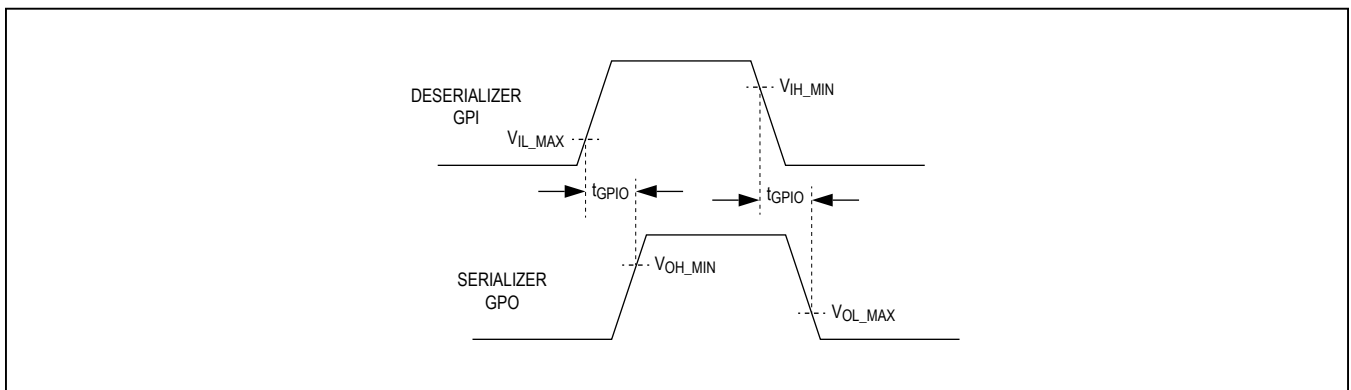 DESERIALIZER
GPI
VIH_MIN
VIL_MAX
tGPIO
tGPIO
SERIALIZER
GPO
VOH_MIN
VOL_MAX